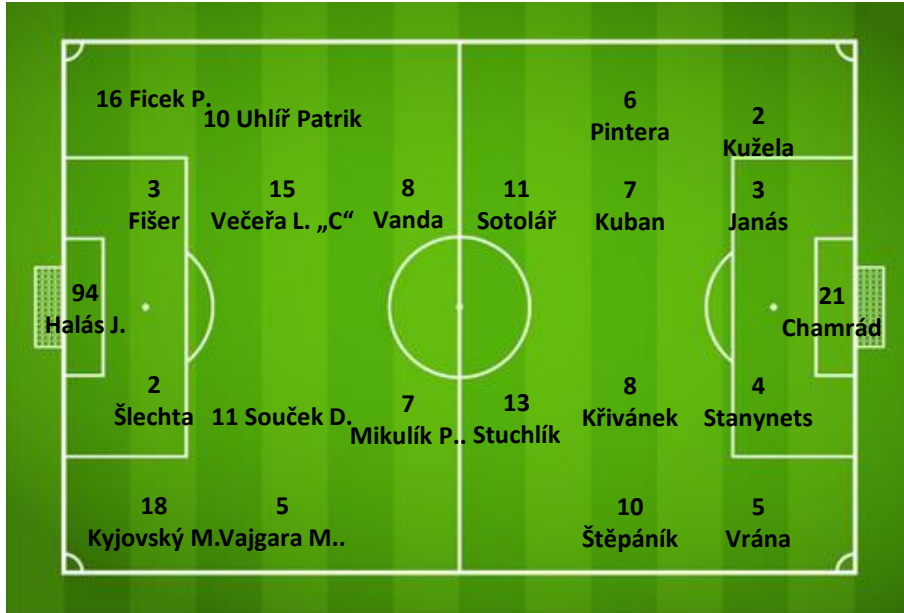 16 Ficek P.
10 Uhlíř Patrik
6
Pintera
2
Kužela
3
Fišer
15
Večeřa L. „C“
8
Vanda
11
Sotolář
7
Kuban
3
Janás
94
Halás J.
21
Chamrád
2
Šlechta
11 Souček D.
7
Mikulík P..
13
Stuchlík
8
Křivánek
4
Stanynets
18
Kyjovský M.
5
Vajgara M..
10
Štěpáník
5
Vrána